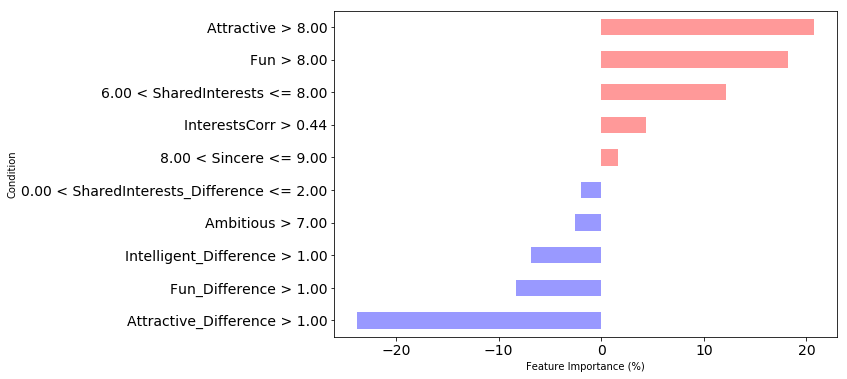 Attractive > 8.00
Fun > 8.00
6.00 < SharedInterests <= 8.00
InterestsCorr > 0.44
8.00 < Sincere <= 9.00
0.00 < SharedInterests_Difference <= 2.00
Ambitious > 7.00
Intelligent_Difference > 1.00
Fun_Difference > 1.00
Attractive_Difference > 1.00
Condition
−20 −10 0 10 20
Feature Importance (%)